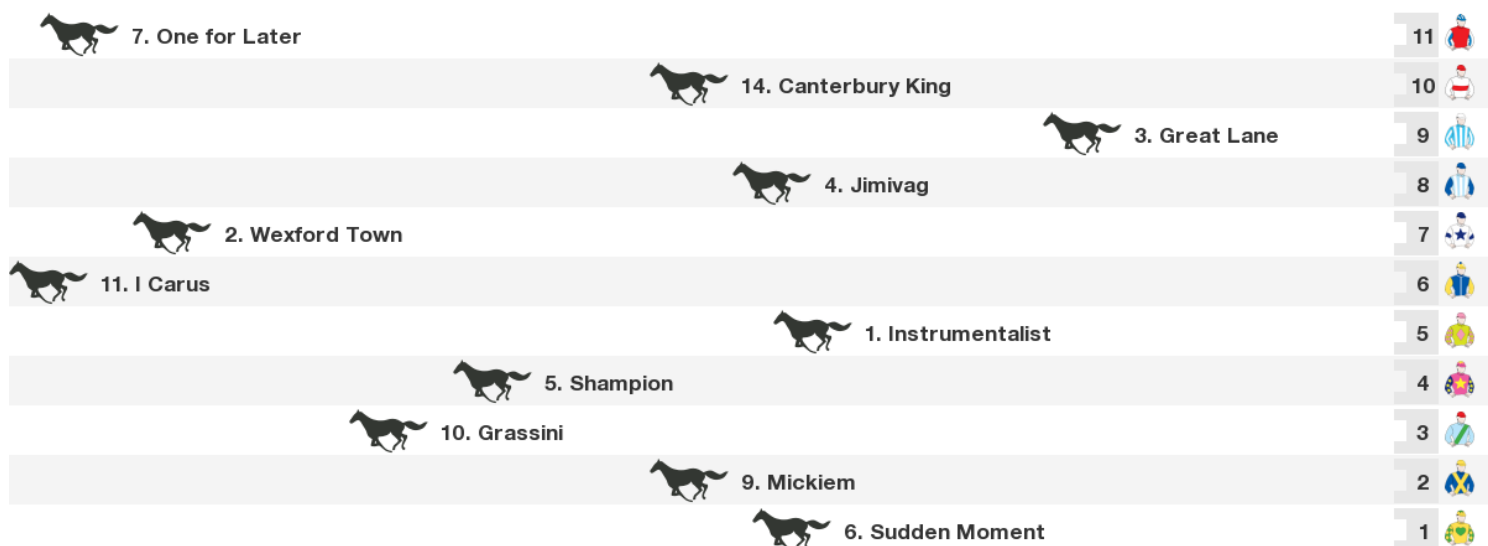 7. One for Later 11
14. Canterbury King 10
3. Great Lane 9
4. Jimivag 8
2. Wexford Town 7
11. I Carus 6
1. Instrumentalist 5
5. Shampion 4
10. Grassini 3
9. Mickiem 2
6. Sudden Moment 1